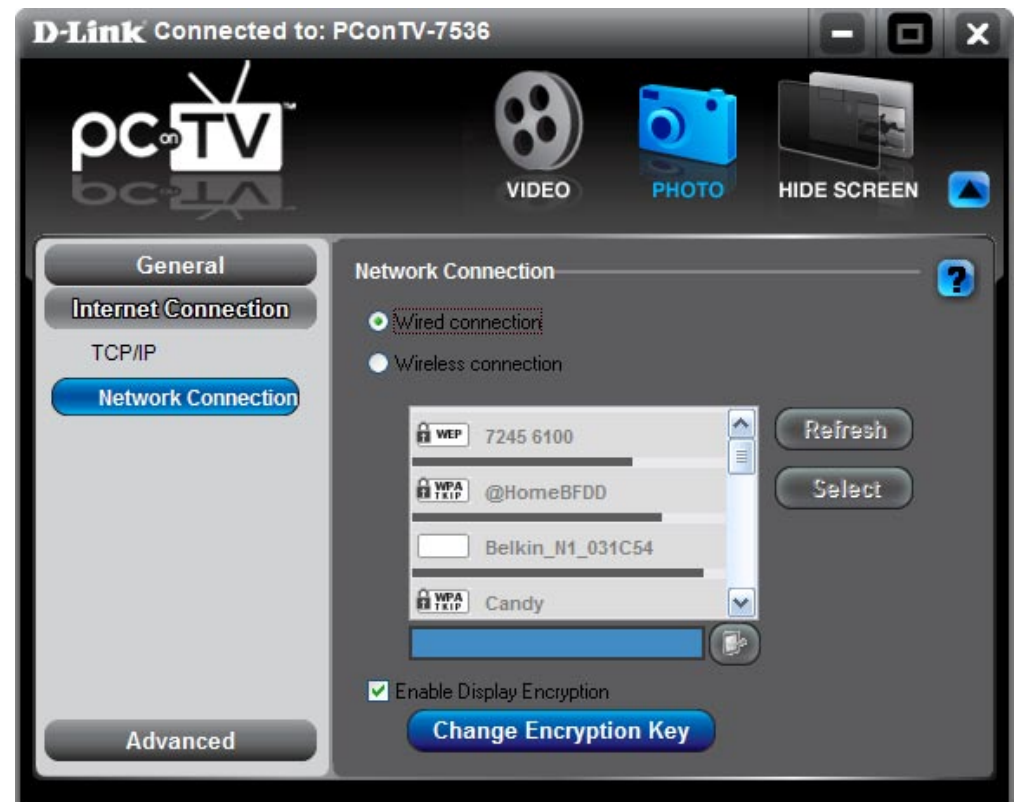 D-Link Connected to: PConTV-7536
PC on TV™
VIDEO
PHOTO
HIDE SCREEN
General
Internet Connection
TCP/IP
Network Connection
Advanced
Network Connection
?
Wired connection
Wireless connection
WEP 7245 6100
WPA TKIP @HomeBFDD
Belkin_N1_031C54
WPA TKIP Candy
Refresh
Select
Enable Display Encryption
Change Encryption Key